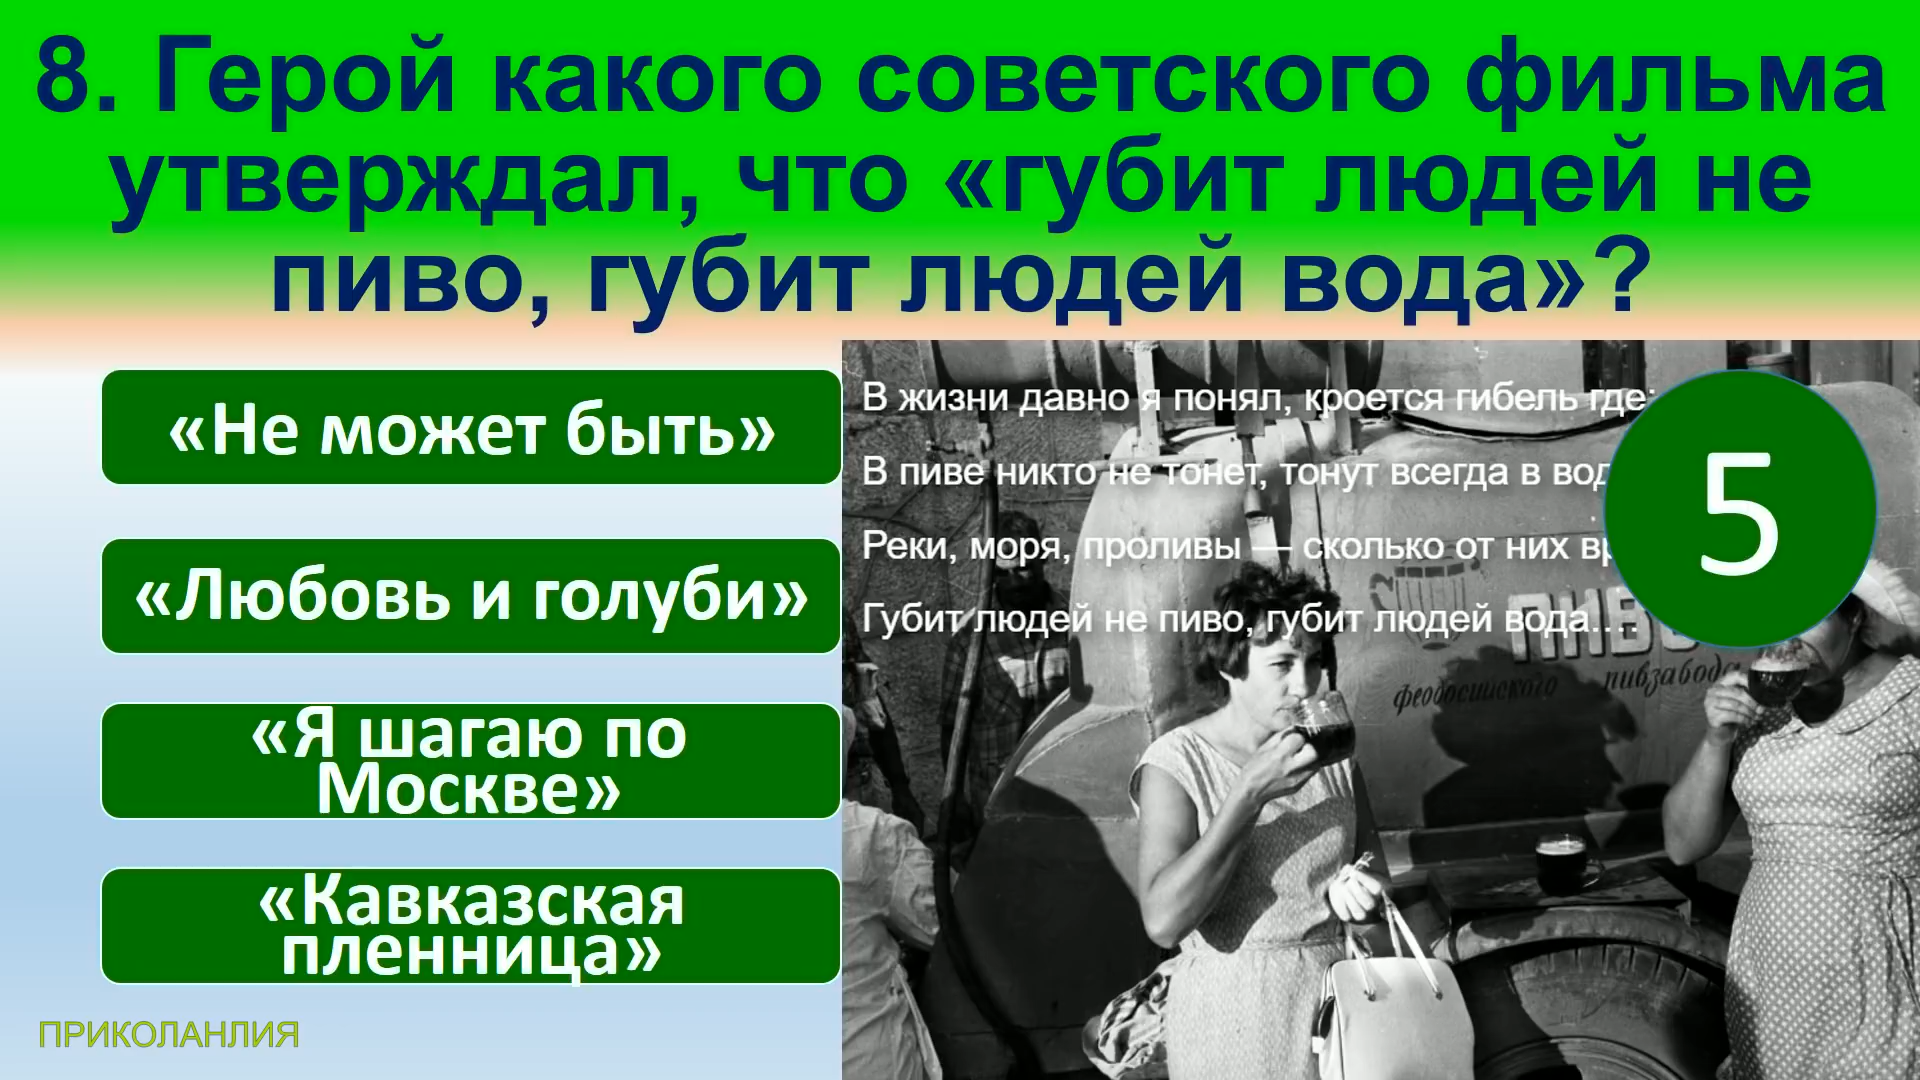 8. Герой какого советского фильма
утверждал, что «губит людей не
пиво, губит людей вода»?
«Не может быть»
«Любовь и голуби»
«Я шагаю по
Москве»
«Кавказская
пленница»
В жизни давно я понял, кроется гибель где:
В пиве никто не тонет, тонут всегда в
Реки, моря, проливы — сколько от них
Губит людей не пиво, губит людей вода....
5
ПИВО
феодосийского пивзавода
ПРИКОЛАНЛИЯ